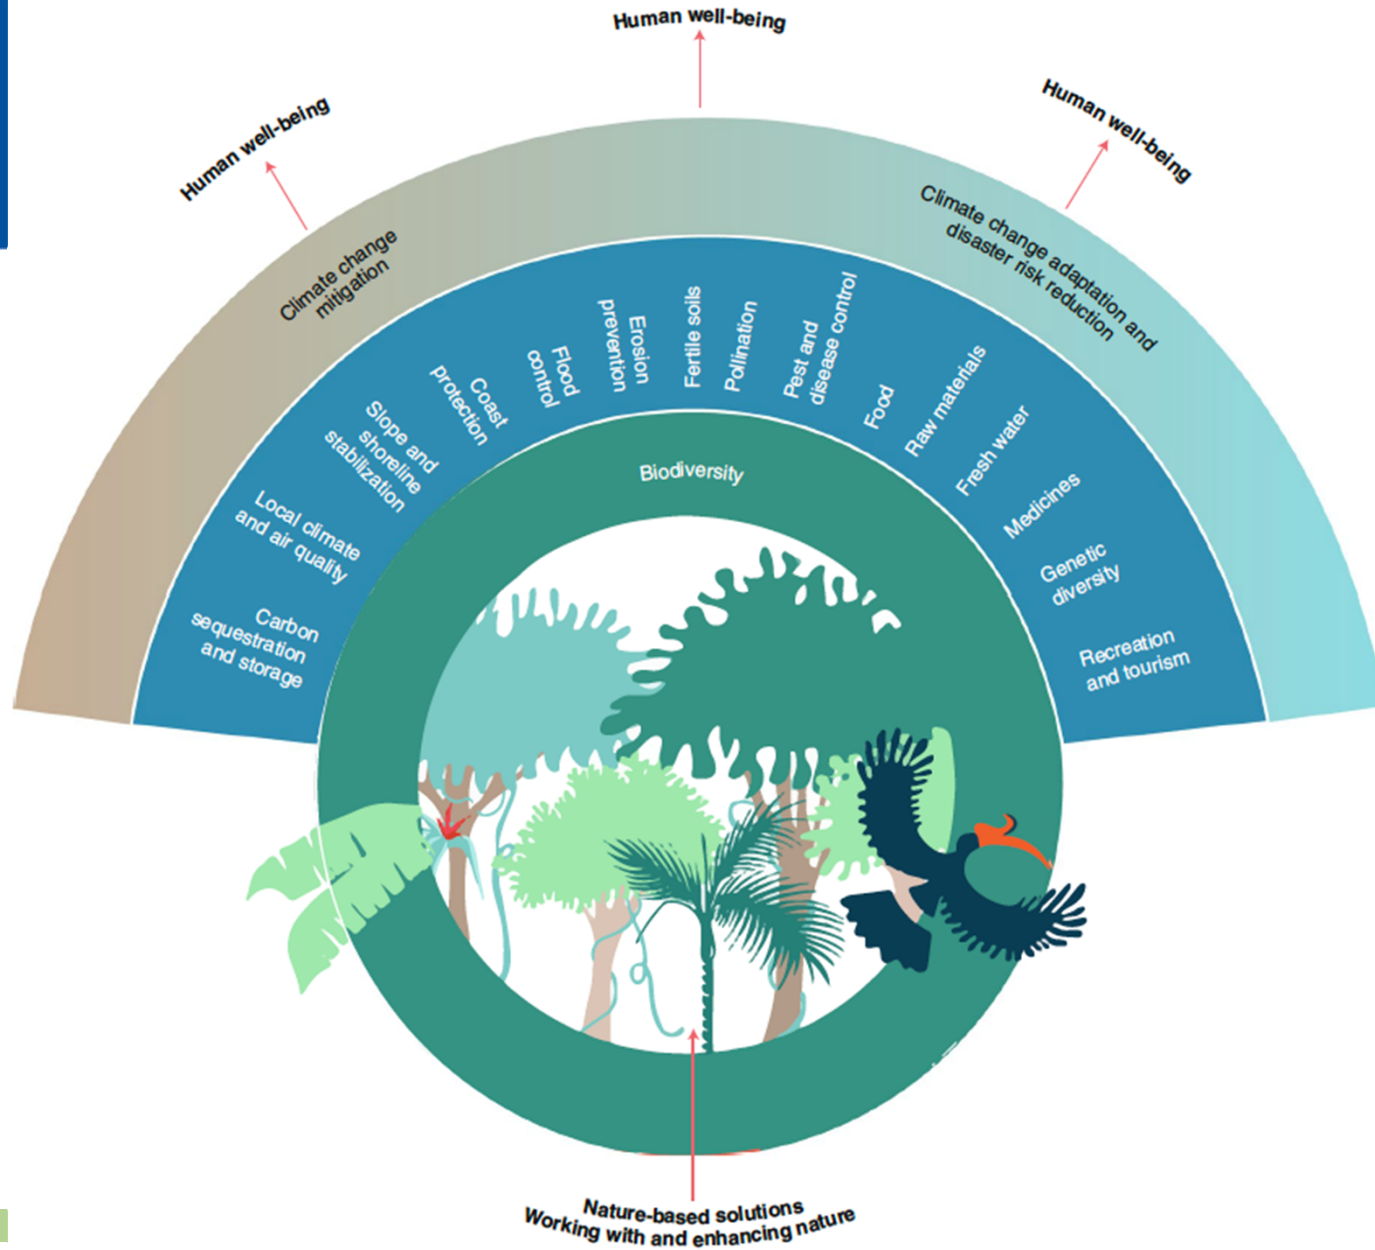 Human well-being
Human well-being
Human well-being
Climate change
mitigation
Climate change adaptation and
disaster risk reduction
Carbon
sequestration
and storage
Local climate
and air quality
Slope and
shoreline
stabilization
Coast
protection
Flood
control
Erosion
prevention
Fertile soils
Pollination
Pest and
disease control
Food
Raw materials
Fresh water
Medicines
Genetic
diversity
Recreation
and tourism
Biodiversity
Nature-based solutions
Working with and enhancing nature